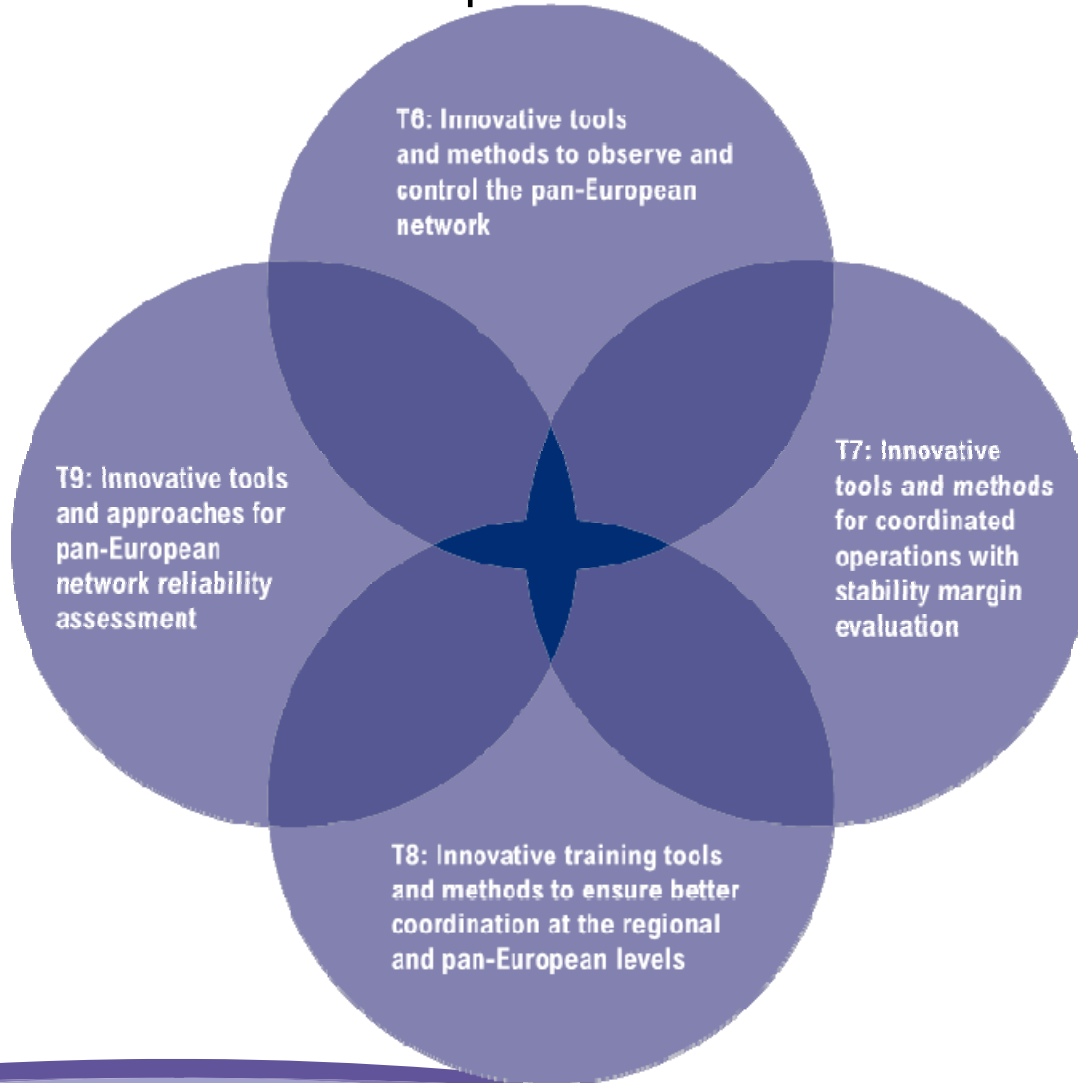 T6: Innovative tools
and methods to observe and
control the pan-European
network
T9: Innovative tools
and approaches for
pan-European
network reliability
assessment
T7: Innovative
tools and methods
for coordinated
operations with
stability margin
evaluation
T8: Innovative training tools
and methods to ensure better
coordination at the regional
and pan-European levels